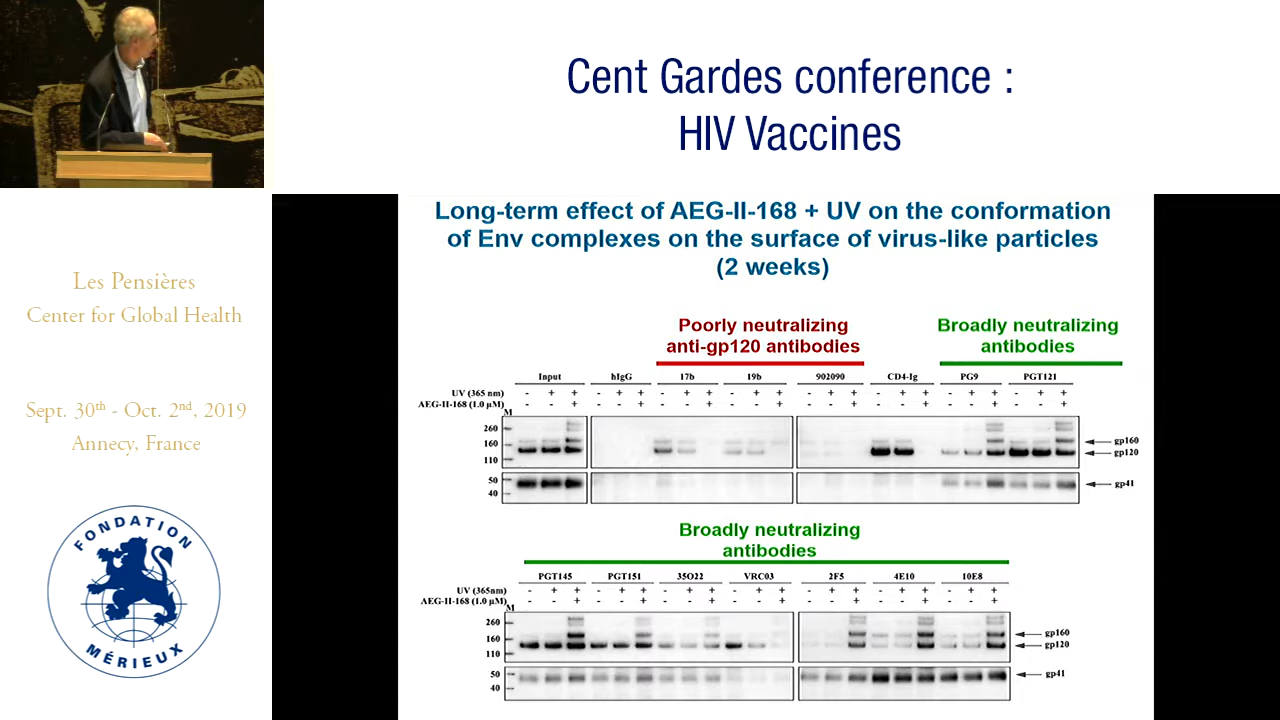 Cent Gardes conference :
HIV Vaccines
Les Pensières
Center for Global Health
Sept. 30th - Oct. 2nd, 2019
Annecy, France
FONDATION
MÉRIEUX
Long-term effect of AEG-II-168 + UV on the conformation
of Env complexes on the surface of virus-like particles
(2 weeks)
Poorly neutralizing
anti-gp120 antibodies
Broadly neutralizing
antibodies
Input hIgG 17b 19b 902090 CD4-Ig PG9 PGT121
UV (365 nm) - + + - + + - + + - + + - + + - + + - + + - + +
AEG-II-168 (1.0 µM) - - + - - + - - + - - + - - + - - + - - + - - +
M
260
160
110
gp160
gp120
50
40
gp41
Broadly neutralizing
antibodies
PGT145 PGT151 35O22 VRC03 2F5 4E10 10E8
UV (365nm) - + + - + + - + + - + + - + + - + + - + +
AEG-II-168 (1.0 µM) - - + - - + - - + - - + - - + - - + - - +
M
260
160
110
gp160
gp120
50
40
gp41